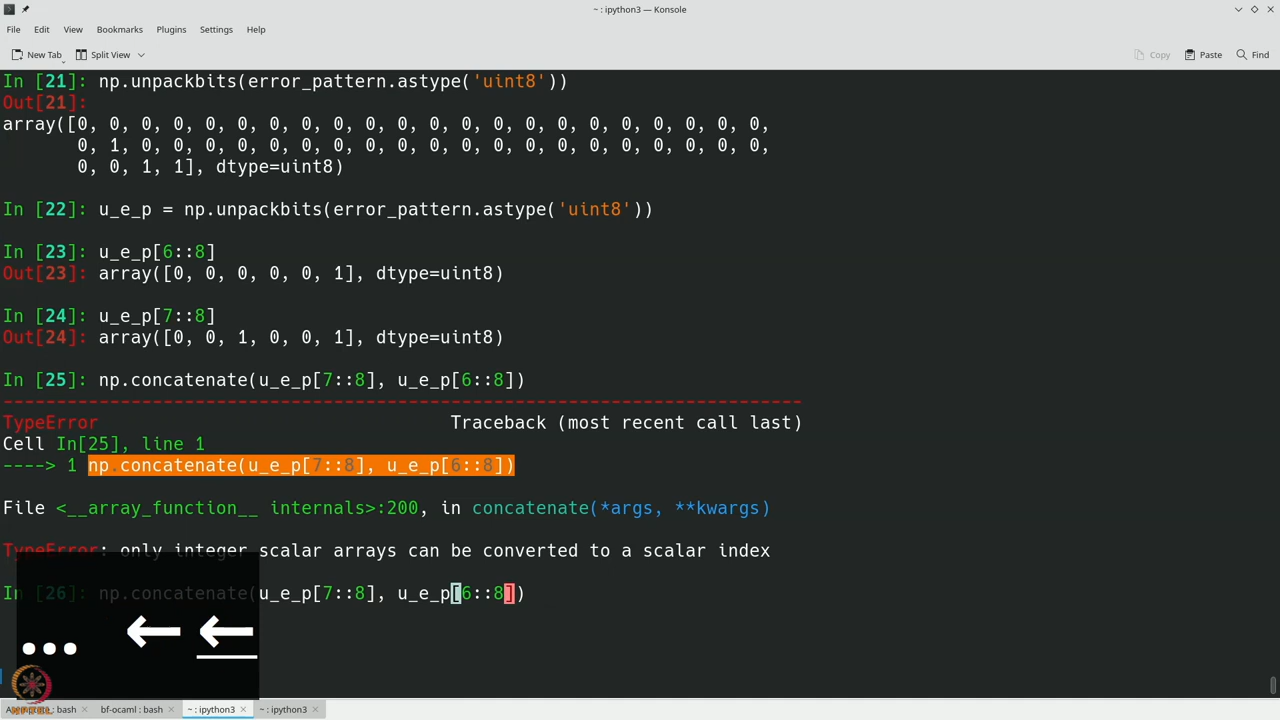 ~ : ipython3 — Konsole
File Edit View Bookmarks Plugins Settings Help
New Tab Split View Copy Paste Find
In [21]: np.unpackbits(error_pattern.astype('uint8'))
Out[21]:
array([0, 0, 0, 0, 0, 0, 0, 0, 0, 0, 0, 0, 0, 0, 0, 0, 0, 0, 0, 0, 0, 0,
0, 1, 0, 0, 0, 0, 0, 0, 0, 0, 0, 0, 0, 0, 0, 0, 0, 0, 0, 0, 0, 0,
0, 0, 1, 1], dtype=uint8)
In [22]: u_e_p = np.unpackbits(error_pattern.astype('uint8'))
In [23]: u_e_p[6::8]
Out[23]: array([0, 0, 0, 0, 0, 1], dtype=uint8)
In [24]: u_e_p[7::8]
Out[24]: array([0, 0, 1, 0, 0, 1], dtype=uint8)
In [25]: np.concatenate(u_e_p[7::8], u_e_p[6::8])
---------------------------------------------------------------------------
TypeError Traceback (most recent call last)
Cell In[25], line 1
----> 1 np.concatenate(u_e_p[7::8], u_e_p[6::8])
File <__array_function__ internals>:200, in concatenate(*args, **kwargs)
TypeError: only integer scalar arrays can be converted to a scalar index
In [26]: np.concatenate(u_e_p[7::8], u_e_p[6::8])
... ← ←
NPTEL
: bash bf-ocaml : bash ~ : ipython3 ~ : ipython3